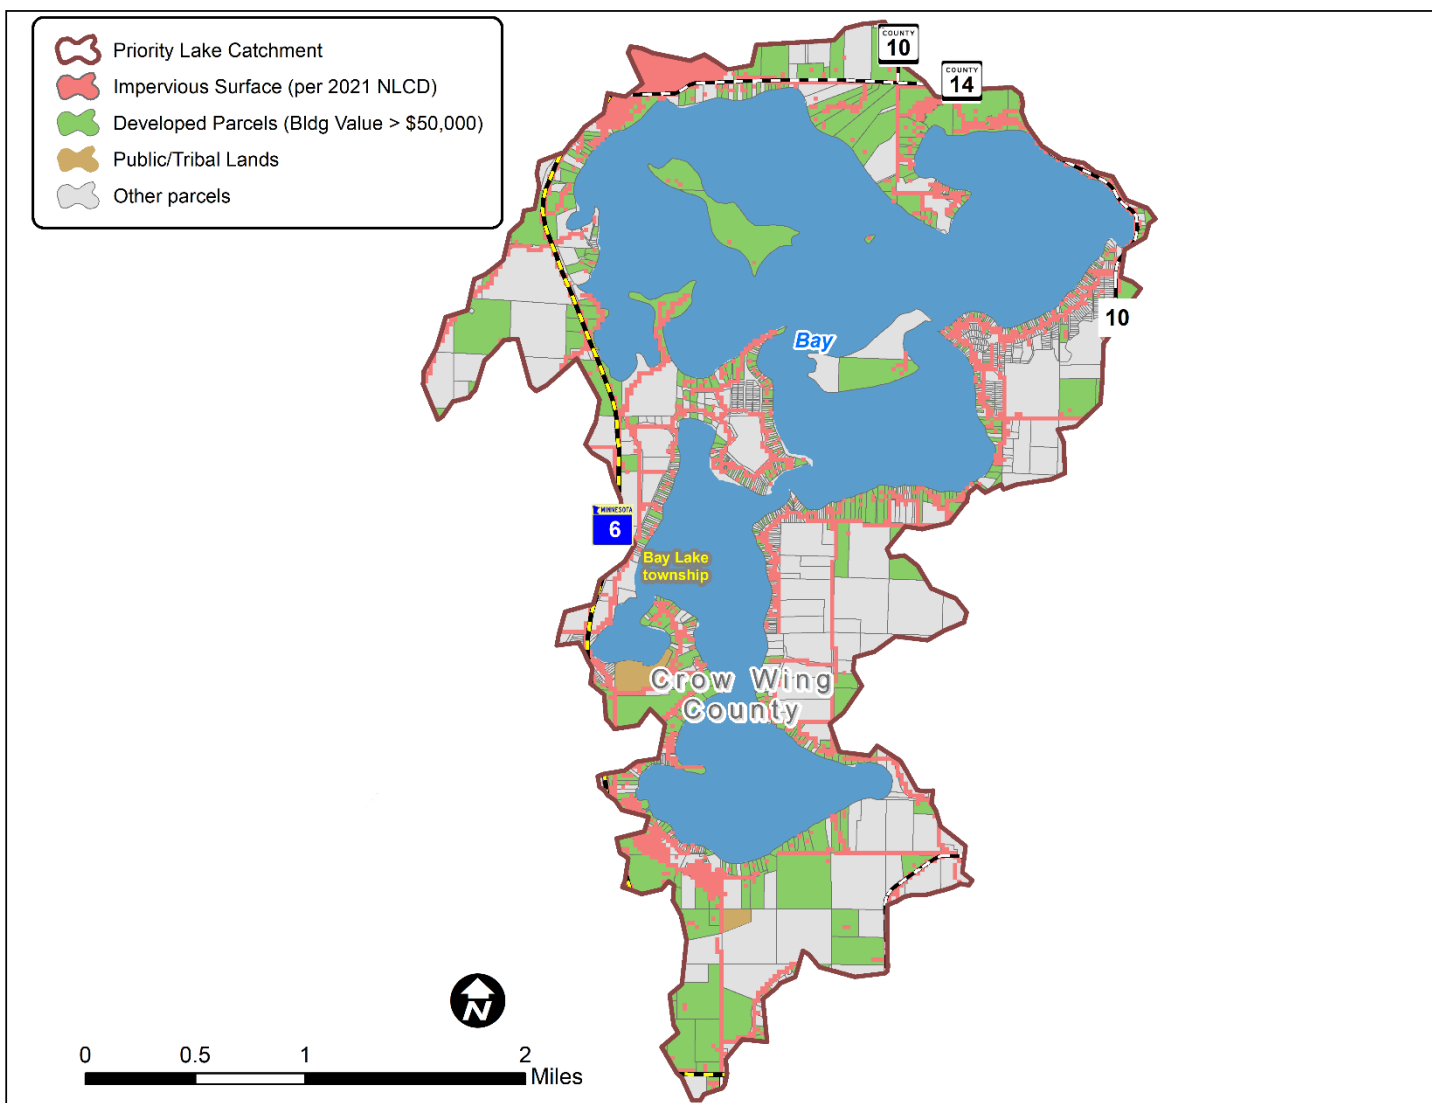 Priority Lake Catchment
Impervious Surface (per 2021 NLCD)
Developed Parcels (Bldg Value > $50,000)
Public/Tribal Lands
Other parcels
COUNTY
10
COUNTY
14
10
Bay
MINNESOTA
6
Bay Lake
township
Crow Wing
County
N
0 0.5 1 2
Miles